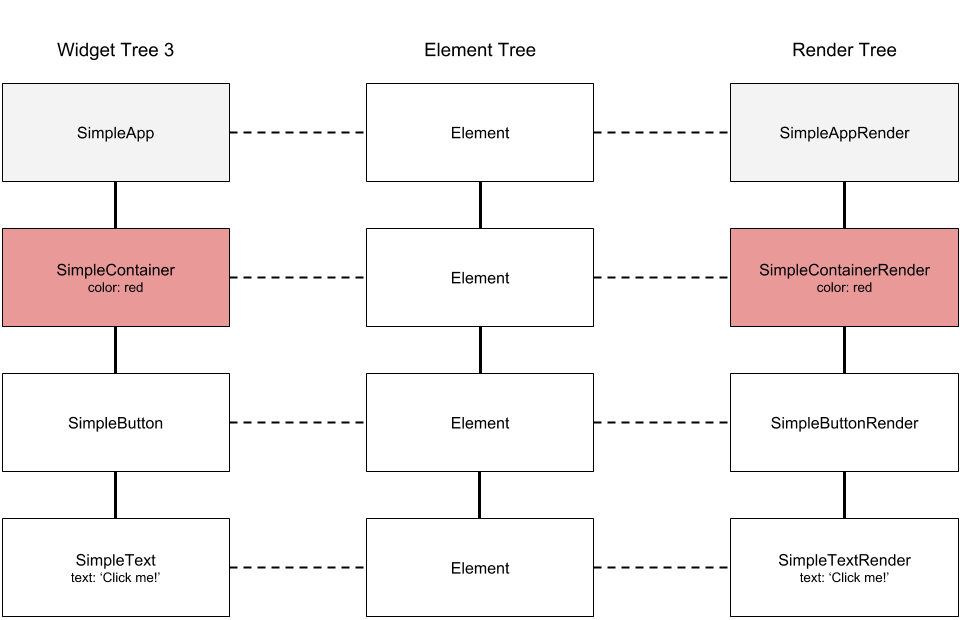 Widget Tree 3
Element Tree
Render Tree
SimpleApp
Element
SimpleAppRender
SimpleContainer
color: red
Element
SimpleContainerRender
color: red
SimpleButton
Element
SimpleButtonRender
SimpleText
text: ‘Click me!’
Element
SimpleTextRender
text: ‘Click me!’